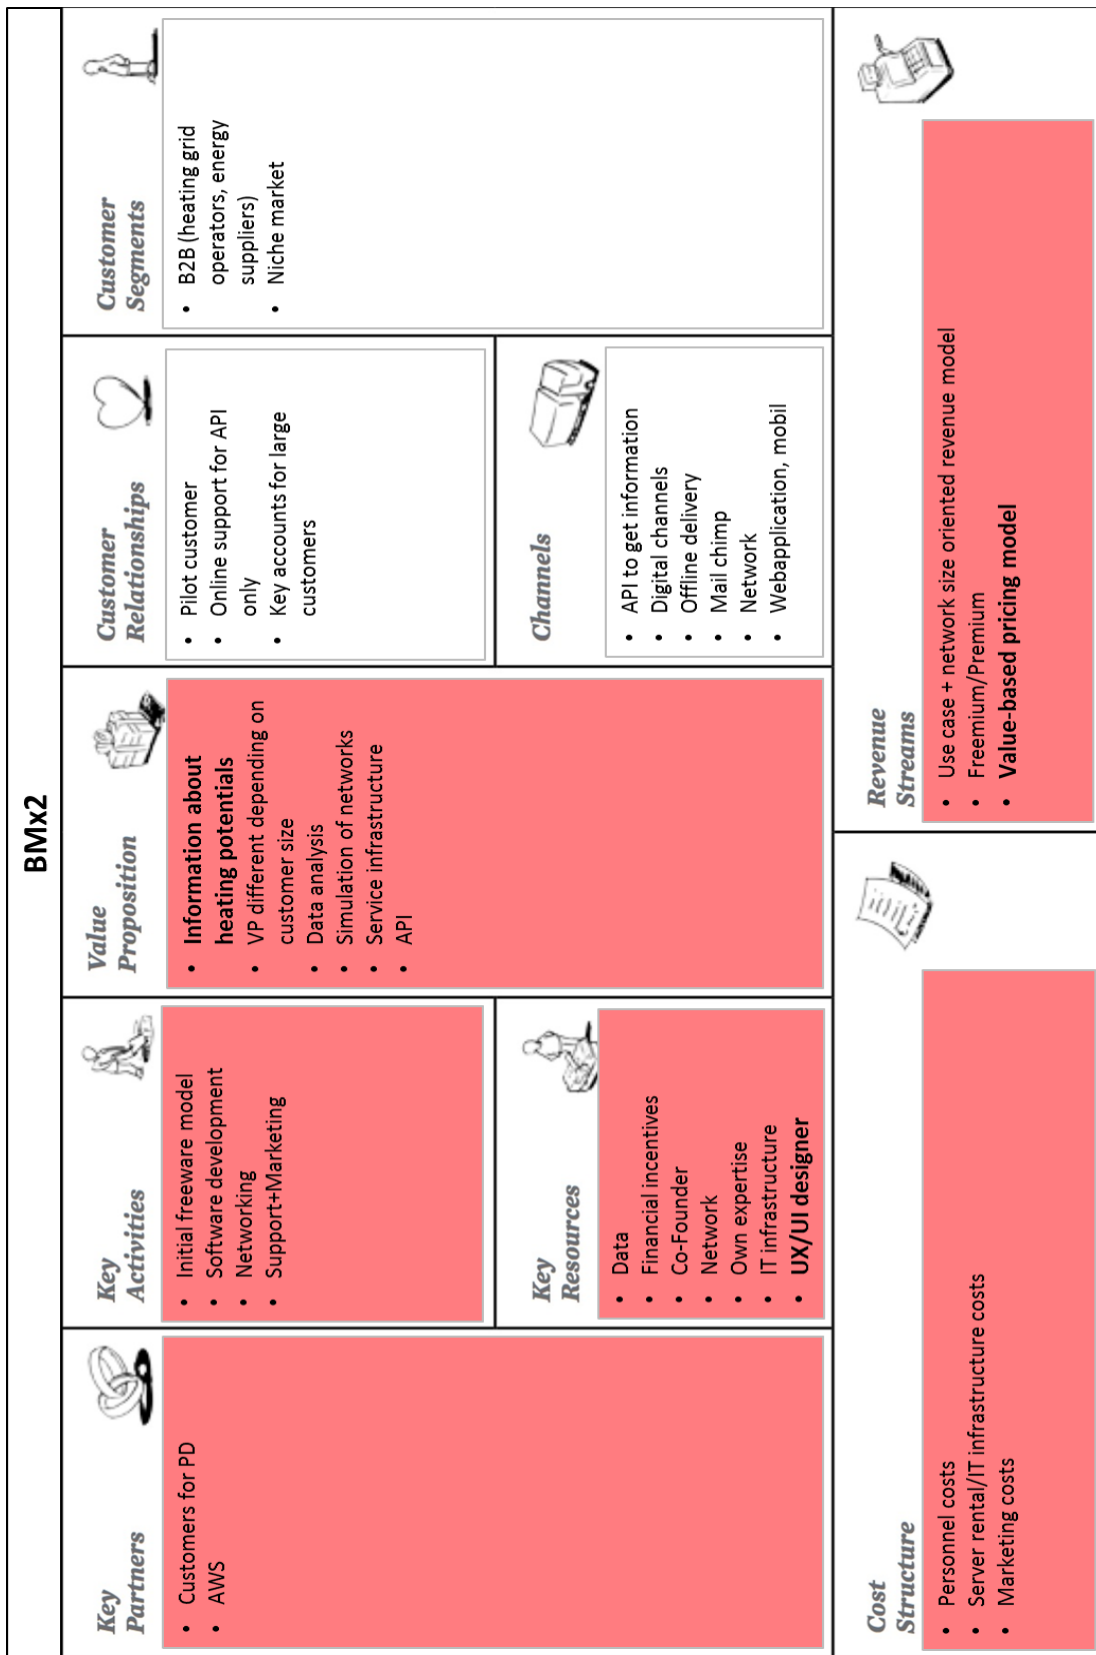 BMx2
Key
Partners
• Customers for PD
• AWS
Key
Activities
• Initial freeware model
• Software development
• Networking
• Support+Marketing
Key
Resources
• Data
• Financial incentives
• Co-Founder
• Network
• Own expertise
• IT infrastructure
• UX/UI designer
Value
Proposition
• Information about
heating potentials
• VP different depending on
customer size
• Data analysis
• Simulation of networks
• Service infrastructure
• API
Customer
Relationships
• Pilot customer
• Online support for API
only
• Key accounts for large
customers
Channels
• API to get information
• Digital channels
• Offline delivery
• Mail chimp
• Network
• Webapplication, mobil
Customer
Segments
• B2B (heating grid
operators, energy
suppliers)
• Niche market
Cost
Structure
• Personnel costs
• Server rental/IT infrastructure costs
• Marketing costs
Revenue
Streams
• Use case + network size oriented revenue model
• Freemium/Premium
• Value-based pricing model